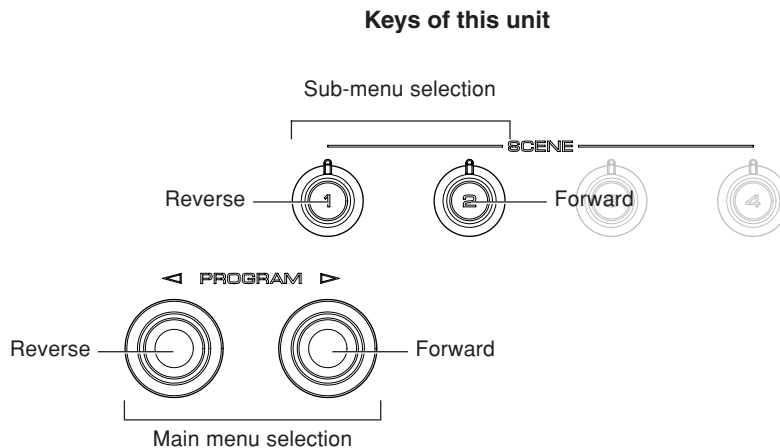 Keys of this unit
Sub-menu selection
SCENE
Reverse
1
2
Forward
4
◁ PROGRAM ▷
Reverse
Forward
Main menu selection